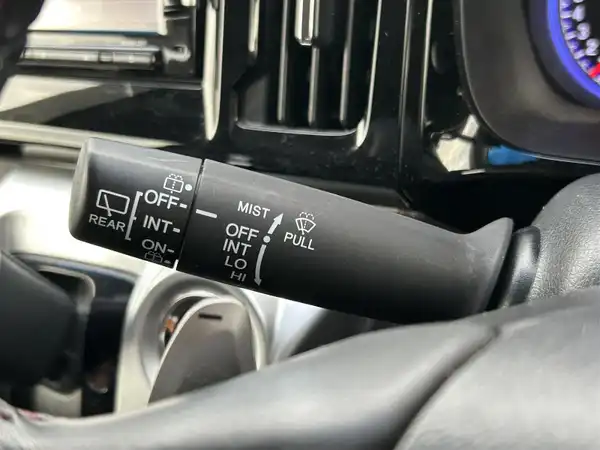 REAR
OFF
INT
ON
MIST
OFF
INT
LO
HI
PULL